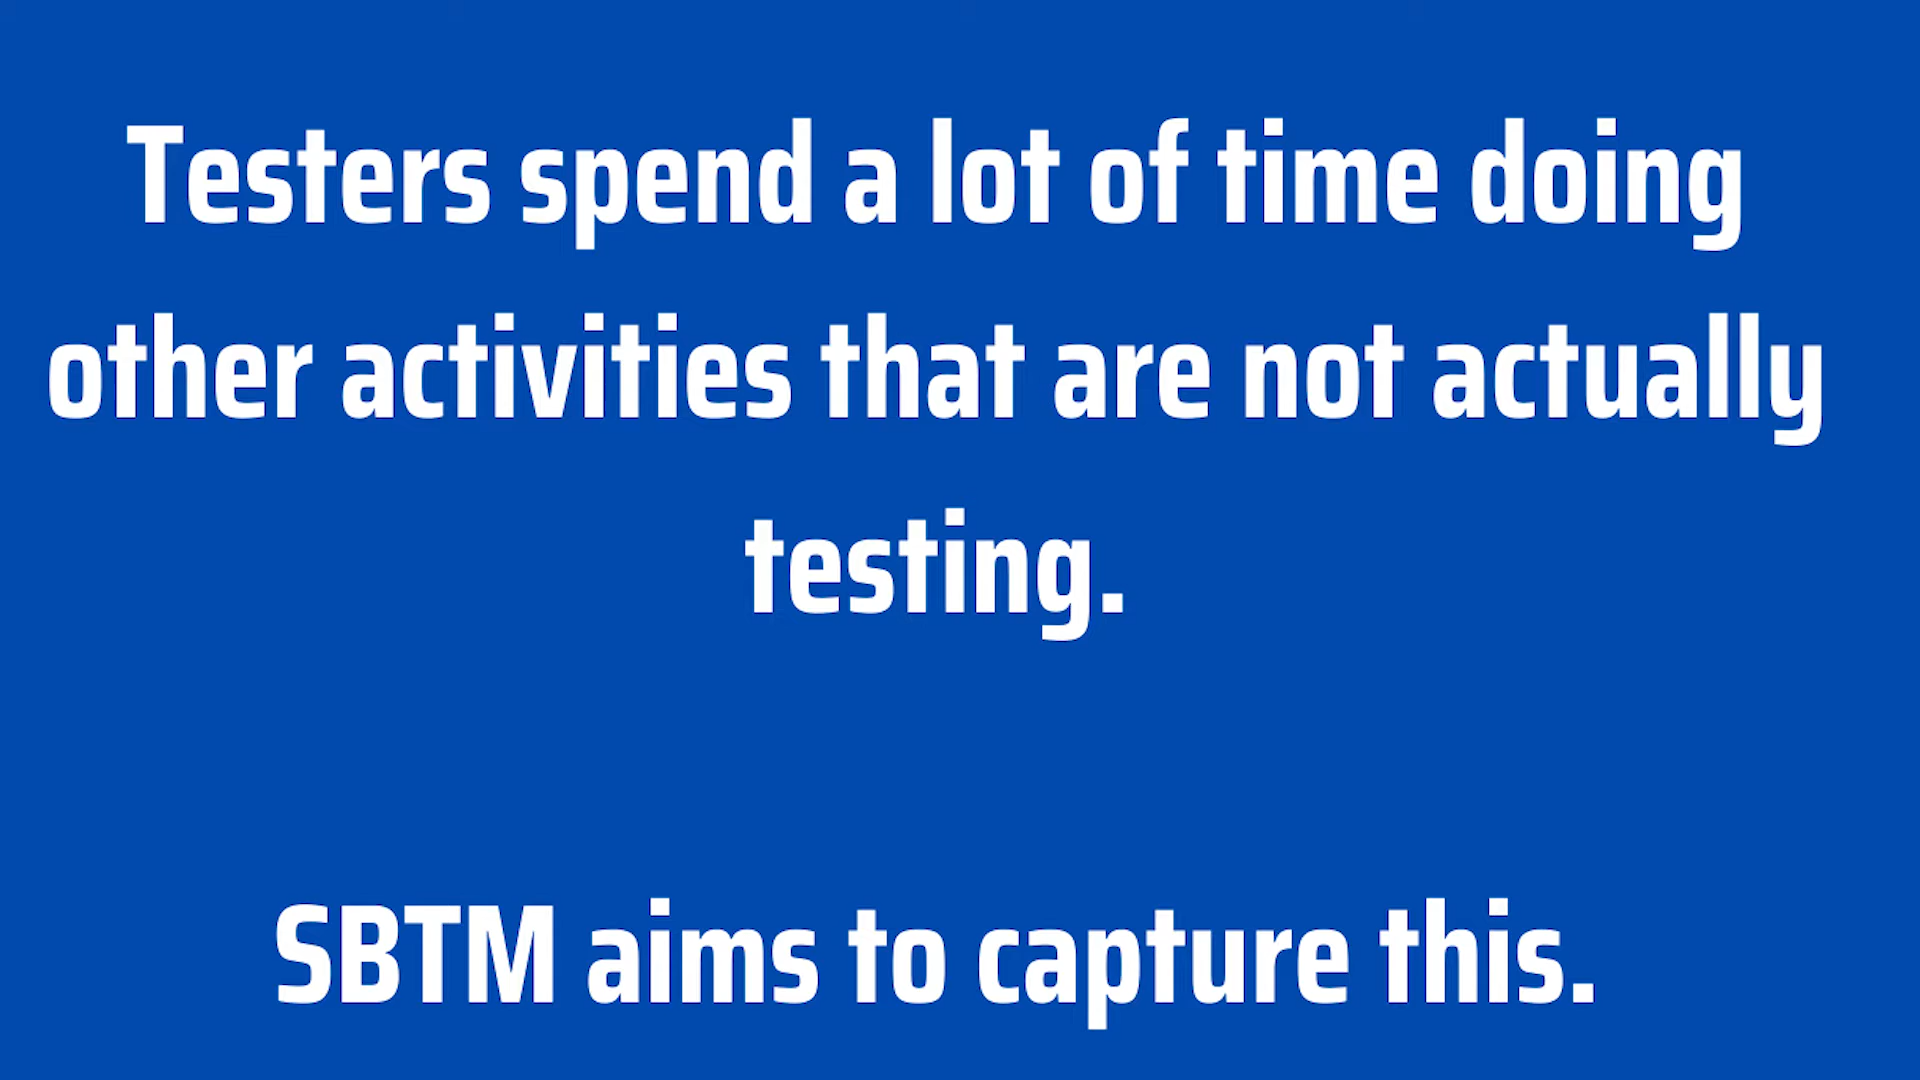 Testers spend a lot of time doing
other activities that are not actually
testing.
SBTM aims to capture this.